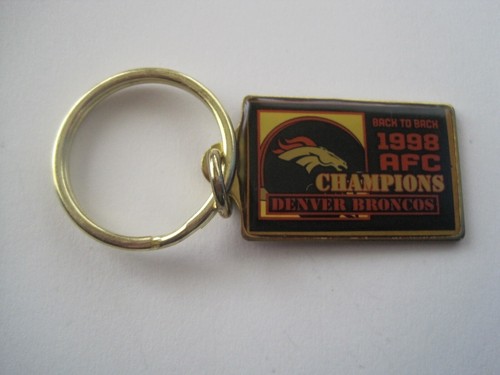 BACK TO BACK
1998
AFC
CHAMPIONS
DENVER BRONCOS